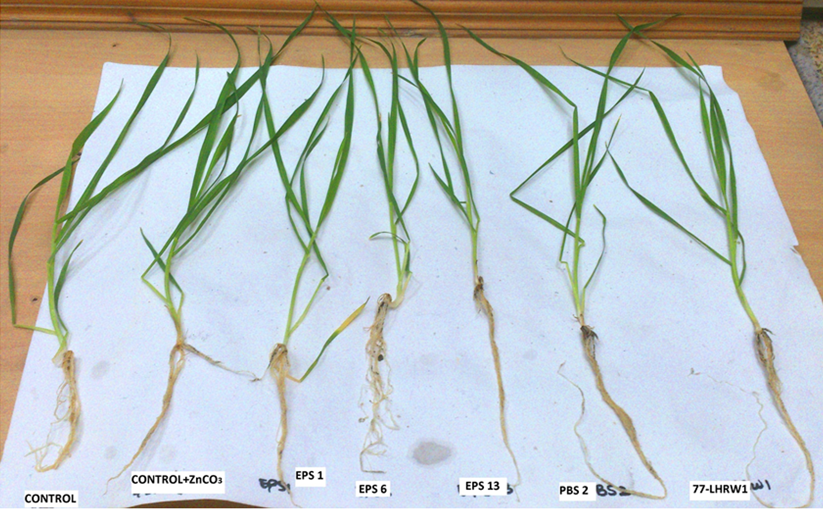 CONTROL
CONTROL+ZnCO₃
EPS 1
EPS 6
EPS 13
PBS 2
77-LHRW1